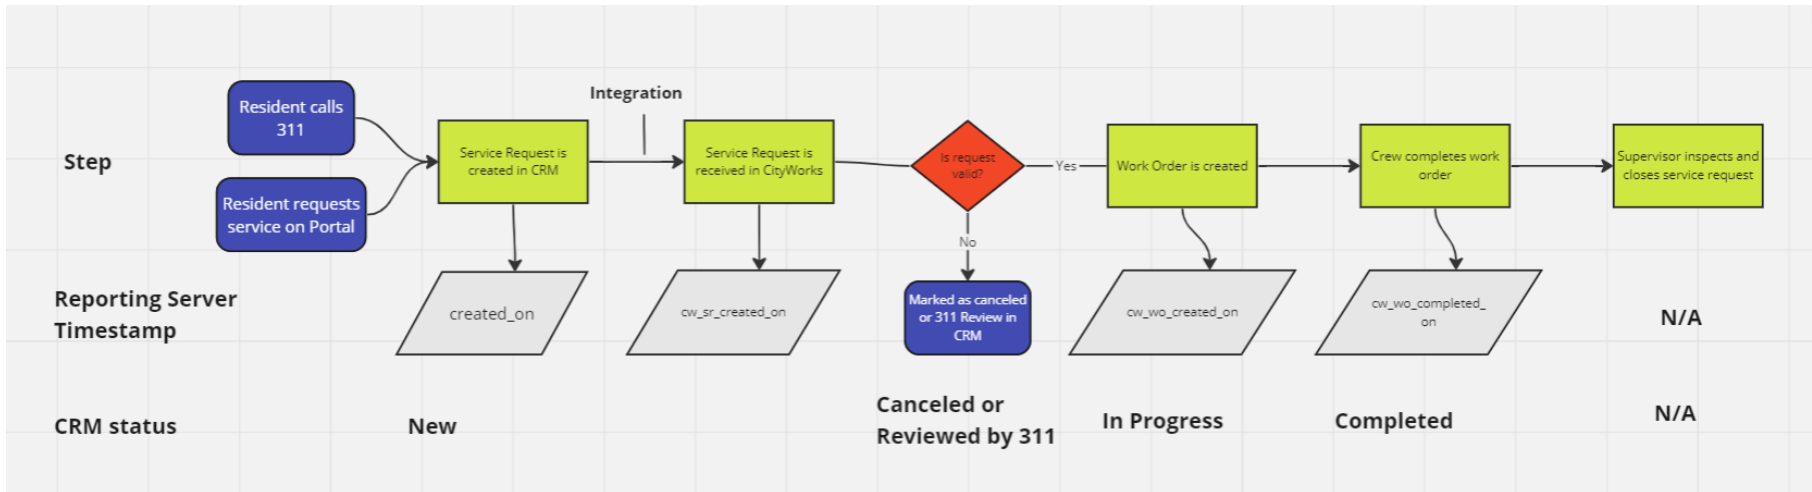 Integration
Resident calls
311
Step
Service Request is
created in CRM
Service Request is
received in CityWorks
Is request
valid?
Yes
Work Order is created
Crew completes work
order
Supervisor inspects and
closes service request
Resident requests
service on Portal
No
Reporting Server
Timestamp
created_on
cw_sr_created_on
Marked as canceled
or 311 Review in
CRM
cw_wo_created_on
cw_wo_completed_
on
N/A
CRM status
New
Canceled or
Reviewed by 311
In Progress
Completed
N/A